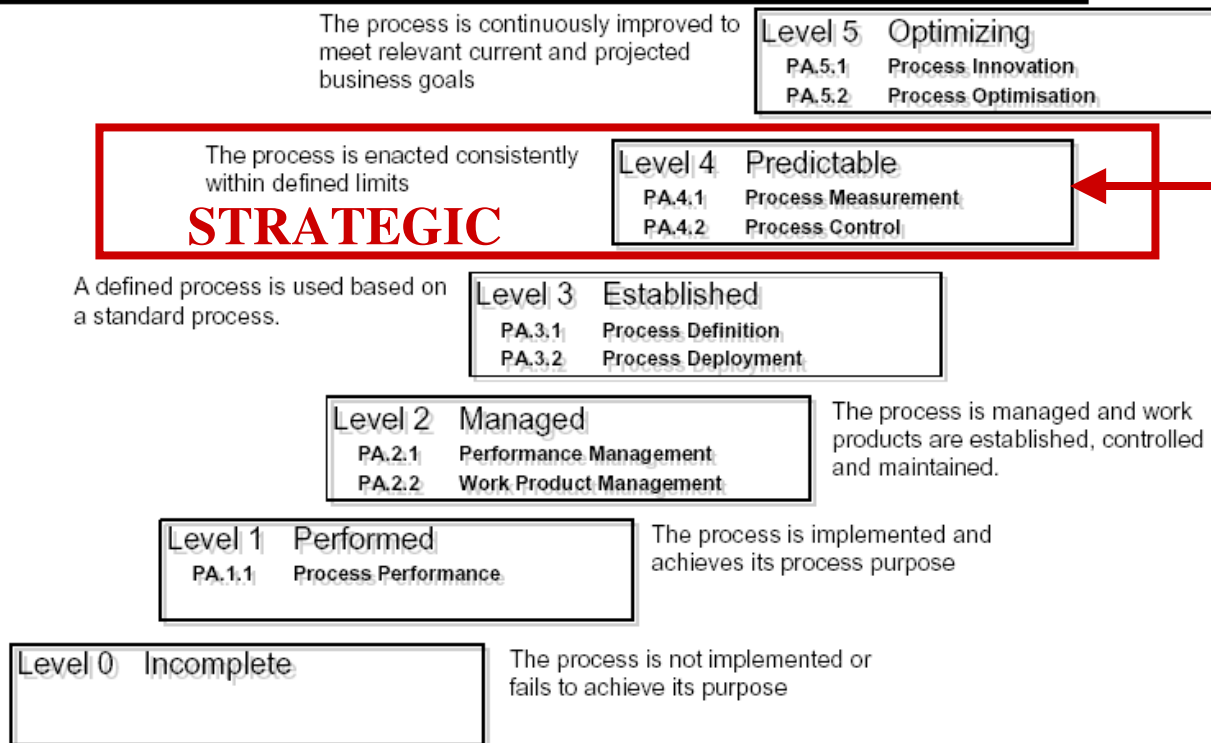 The process is continuously improved to
meet relevant current and projected
business goals
Level 5 Optimizing
PA.5.1 Process Innovation
PA.5.2 Process Optimisation
The process is enacted consistently
within defined limits
STRATEGIC
Level 4 Predictable
PA.4.1 Process Measurement
PA.4.2 Process Control
A defined process is used based on
a standard process.
Level 3 Established
PA.3.1 Process Definition
PA.3.2 Process Deployment
Level 2 Managed
PA.2.1 Performance Management
PA.2.2 Work Product Management
The process is managed and work
products are established, controlled
and maintained.
Level 1 Performed
PA.1.1 Process Performance
The process is implemented and
achieves its process purpose
Level 0 Incomplete
The process is not implemented or
fails to achieve its purpose